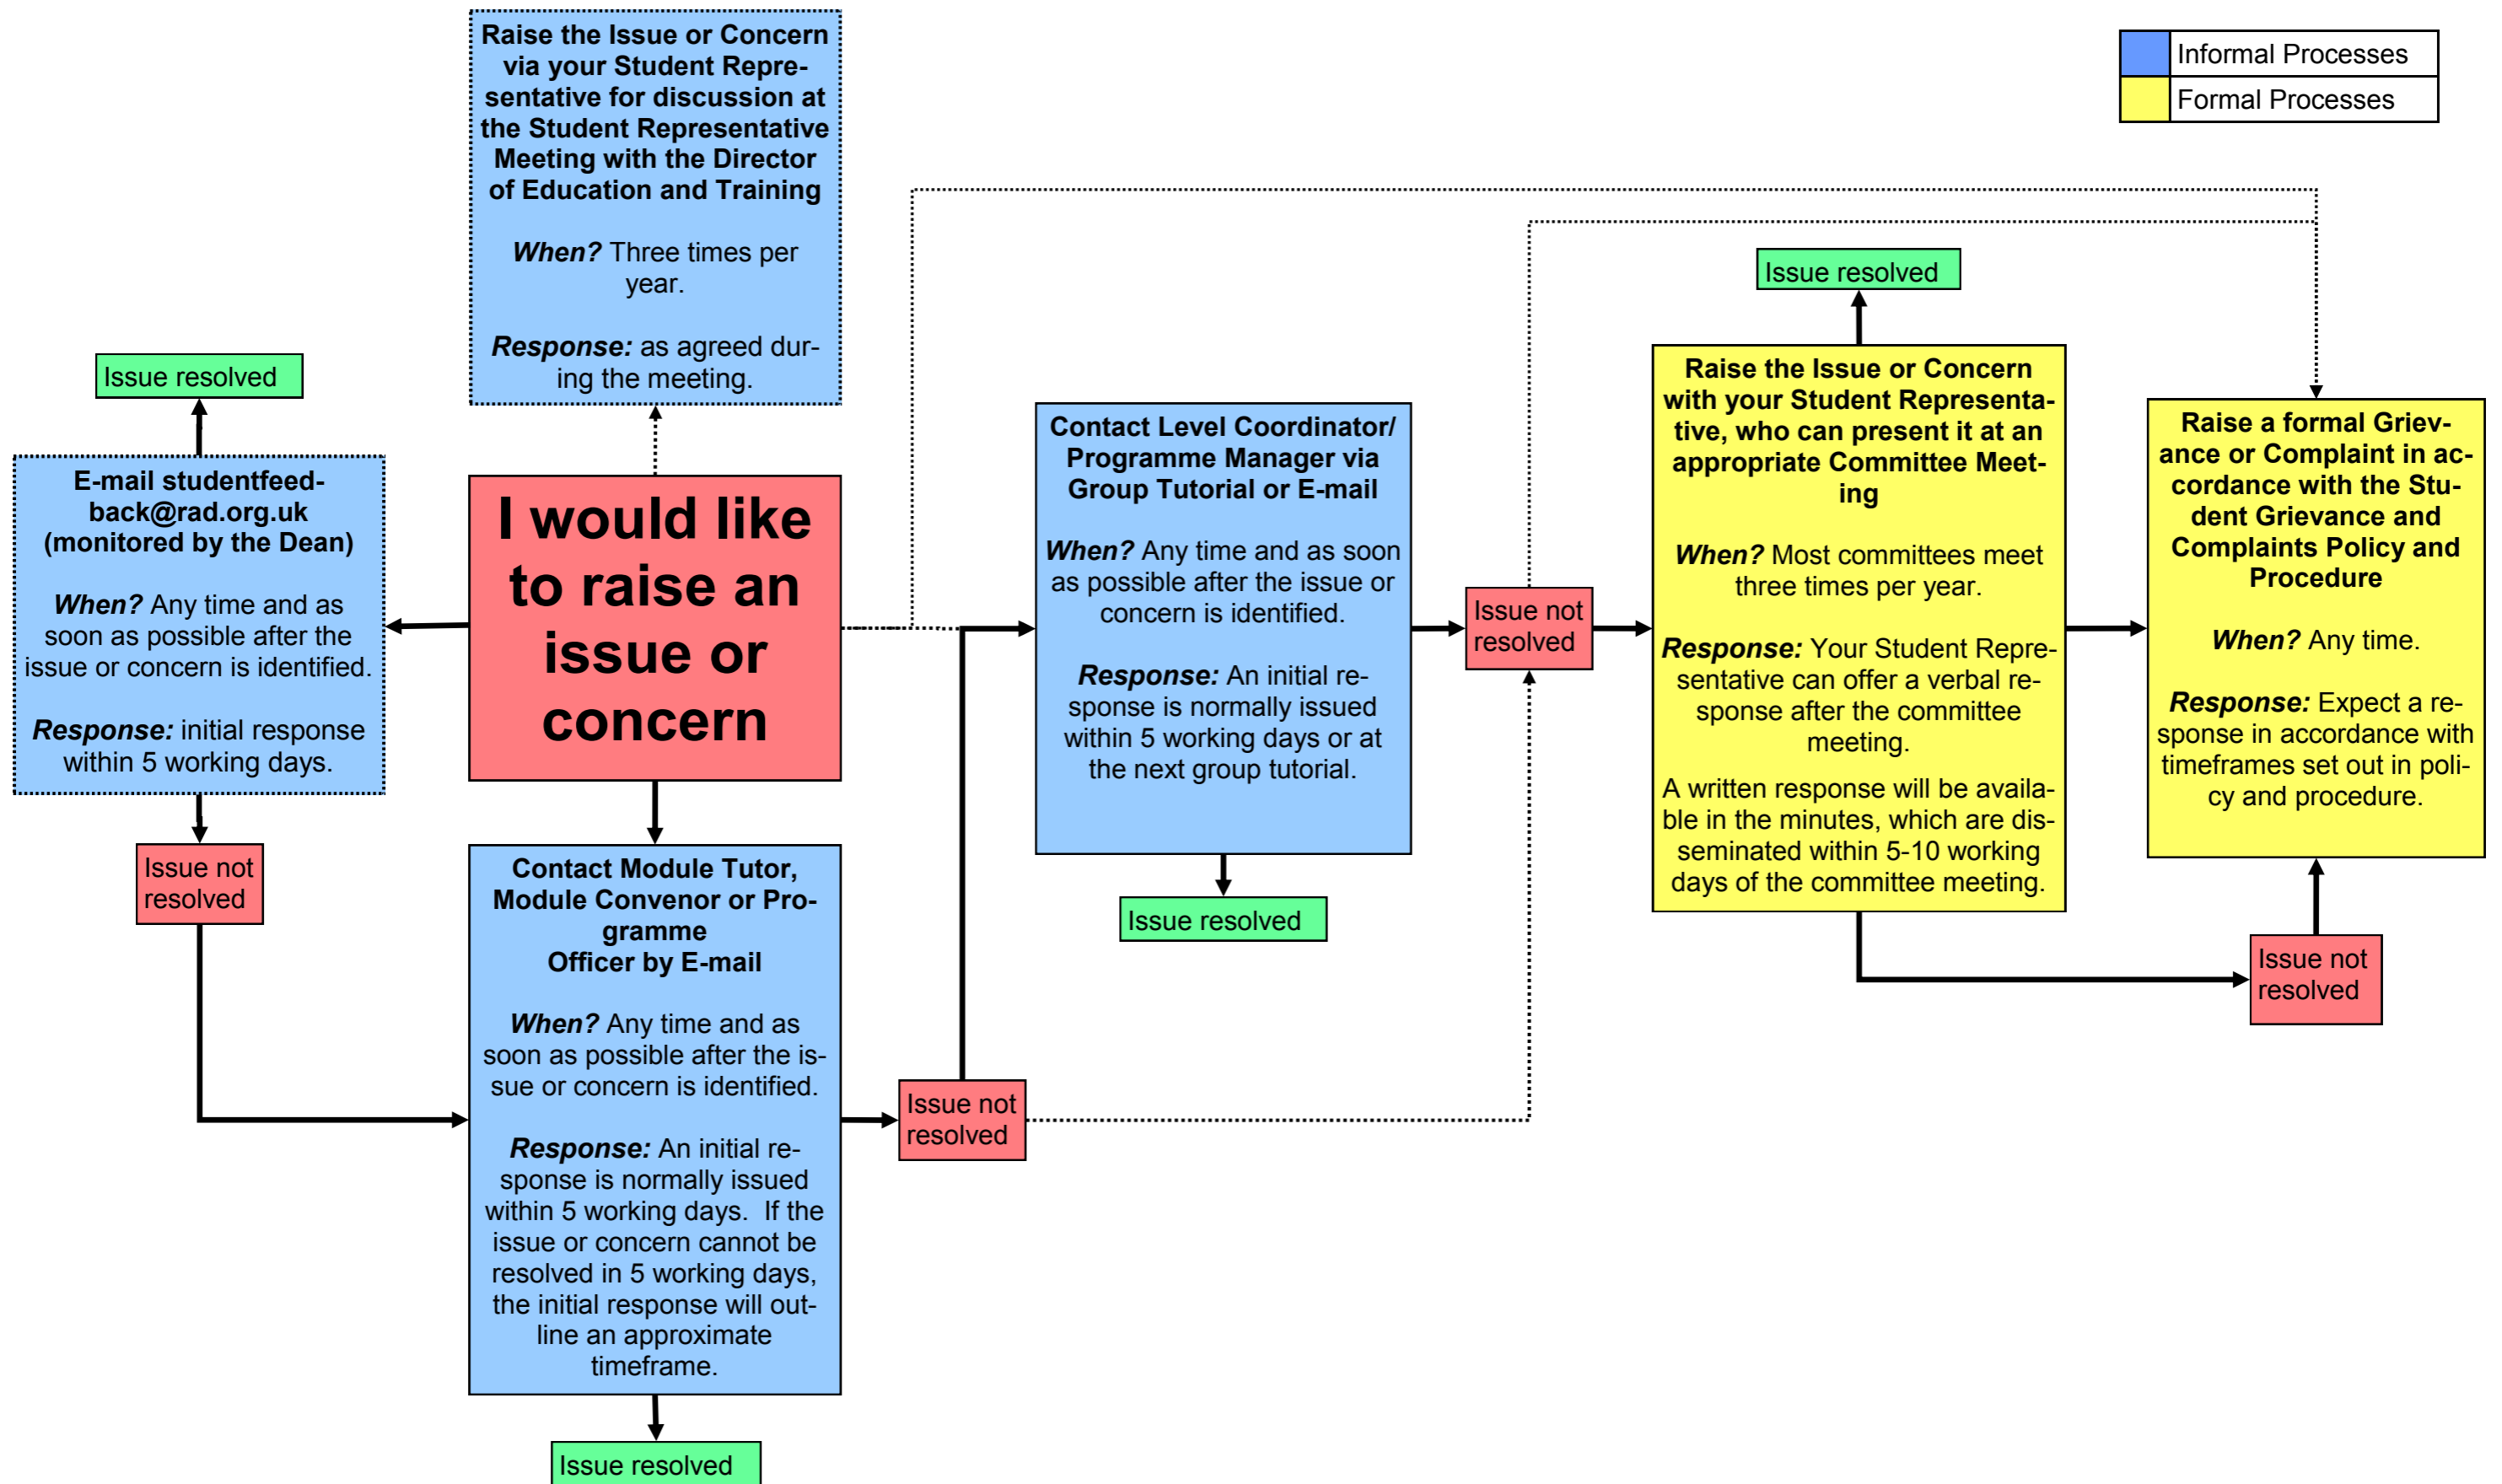 Raise the Issue or Concern
via your Student Repre-
sentative for discussion at
the Student Representative
Meeting with the Director
of Education and Training
When? Three times per
year.
Response: as agreed dur-
ing the meeting.
Informal Processes
Formal Processes
Issue resolved
E-mail studentfeed-
back@rad.org.uk
(monitored by the Dean)
When? Any time and as
soon as possible after the
issue or concern is identified.
Response: initial response
within 5 working days.
Issue not
resolved
I would like
to raise an
issue or
concern
Contact Module Tutor,
Module Convenor or Pro-
gramme
Officer by E-mail
When? Any time and as
soon as possible after the is-
sue or concern is identified.
Response: An initial re-
sponse is normally issued
within 5 working days.  If the
issue or concern cannot be
resolved in 5 working days,
the initial response will out-
line an approximate
timeframe.
Issue resolved
Issue not
resolved
Contact Level Coordinator/
Programme Manager via
Group Tutorial or E-mail
When? Any time and as soon
as possible after the issue or
concern is identified.
Response: An initial re-
sponse is normally issued
within 5 working days or at
the next group tutorial.
Issue resolved
Issue not
resolved
Issue resolved
Raise the Issue or Concern
with your Student Representa-
tive, who can present it at an
appropriate Committee Meet-
ing
When? Most committees meet
three times per year.
Response: Your Student Repre-
sentative can offer a verbal re-
sponse after the committee
meeting.
A written response will be availa-
ble in the minutes, which are dis-
seminated within 5-10 working
days of the committee meeting.
Issue not
resolved
Raise a formal Griev-
ance or Complaint in ac-
cordance with the Stu-
dent Grievance and
Complaints Policy and
Procedure
When? Any time.
Response: Expect a re-
sponse in accordance with
timeframes set out in poli-
cy and procedure.